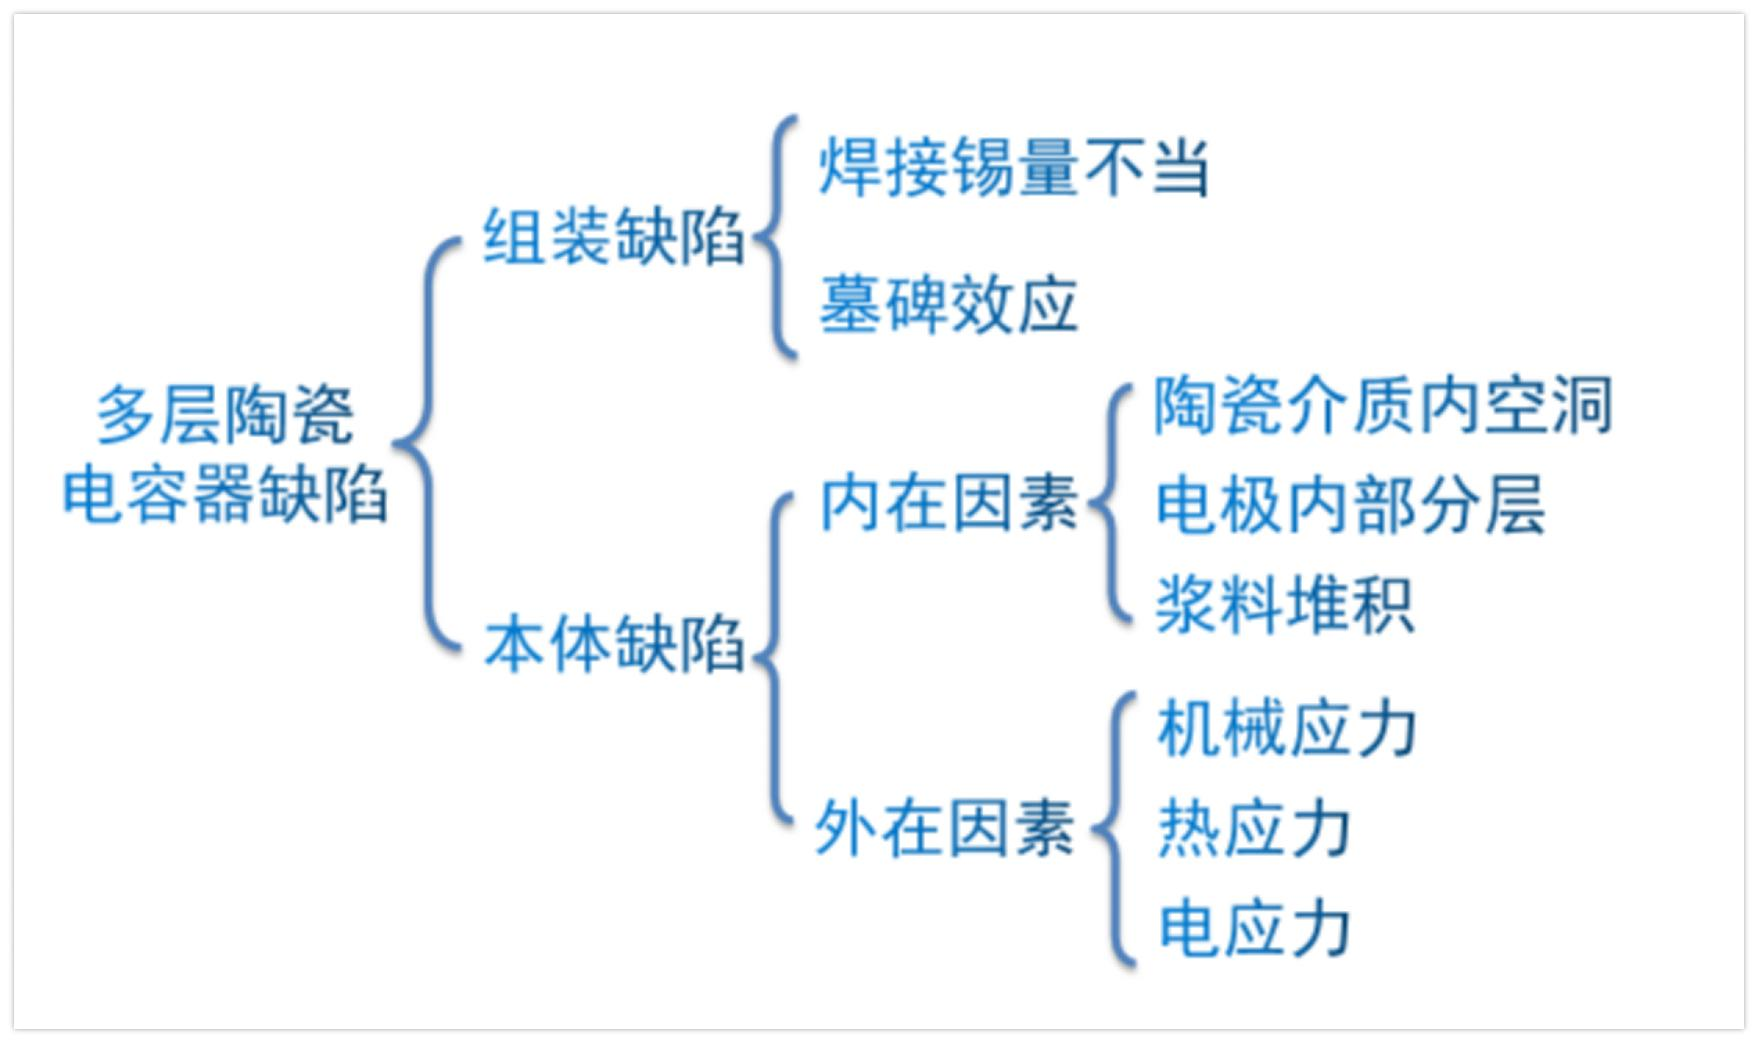 多层陶瓷
电容器缺陷
组装缺陷
焊接锡量不当
墓碑效应
本体缺陷
内在因素
陶瓷介质内空洞
电极内部分层
浆料堆积
外在因素
机械应力
热应力
电应力